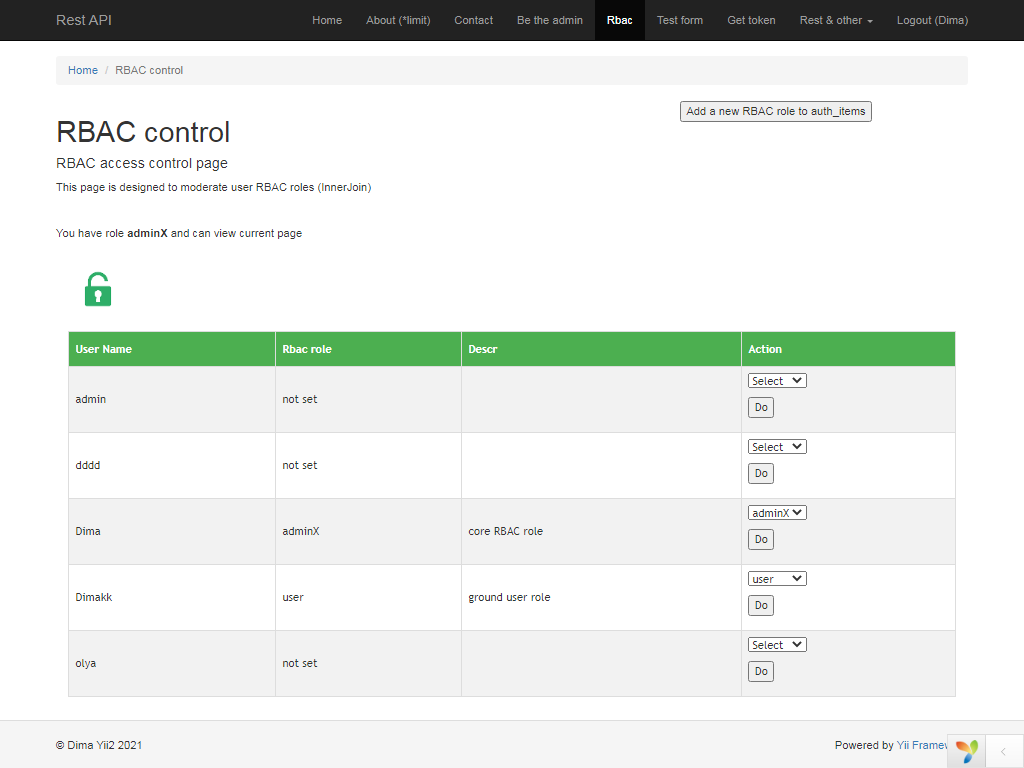 Rest API Home About (*limit) Contact Be the admin Rbac Test form Get token Rest & other Logout (Dima)
Home / RBAC control
Add a new RBAC role to auth_items
RBAC control
RBAC access control page
This page is designed to moderate user RBAC roles (InnerJoin)
You have role adminX and can view current page
User Name Rbac role Descr Action
admin not set Select
Do
dddd not set Select
Do
Dima adminX core RBAC role adminX
Do
Dimakk user ground user role user
Do
olya not set Select
Do
© Dima Yii2 2021 Powered by Yii